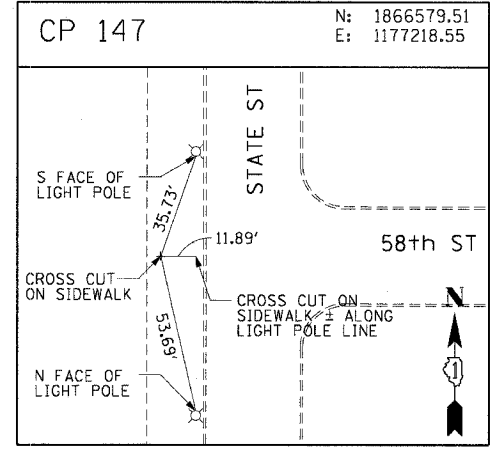 CP 147
N: 1866579.51
E: 1177218.55
STATE ST
S FACE OF
LIGHT POLE
35.73'
11.89'
58th ST
CROSS CUT
ON SIDEWALK
CROSS CUT ON
SIDEWALK ± ALONG
LIGHT POLE LINE
53.69'
N FACE OF
LIGHT POLE
N
1